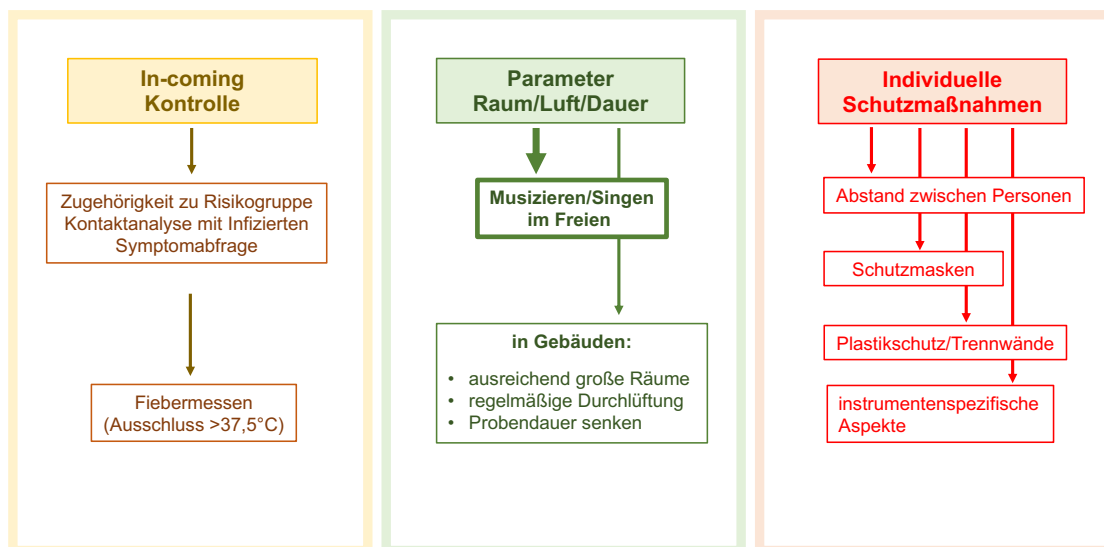 In-coming
Kontrolle
Zugehörigkeit zu Risikogruppe
Kontaktanalyse mit Infizierten
Symptomabfrage
Fiebermessen
(Ausschluss >37,5°C)
Parameter
Raum/Luft/Dauer
Musizieren/Singen
im Freien
in Gebäuden:
• ausreichend große Räume
• regelmäßige Durchlüftung
• Probendauer senken
Individuelle
Schutzmaßnahmen
Abstand zwischen Personen
Schutzmasken
Plastikschutz/Trennwände
instrumentenspezifische
Aspekte